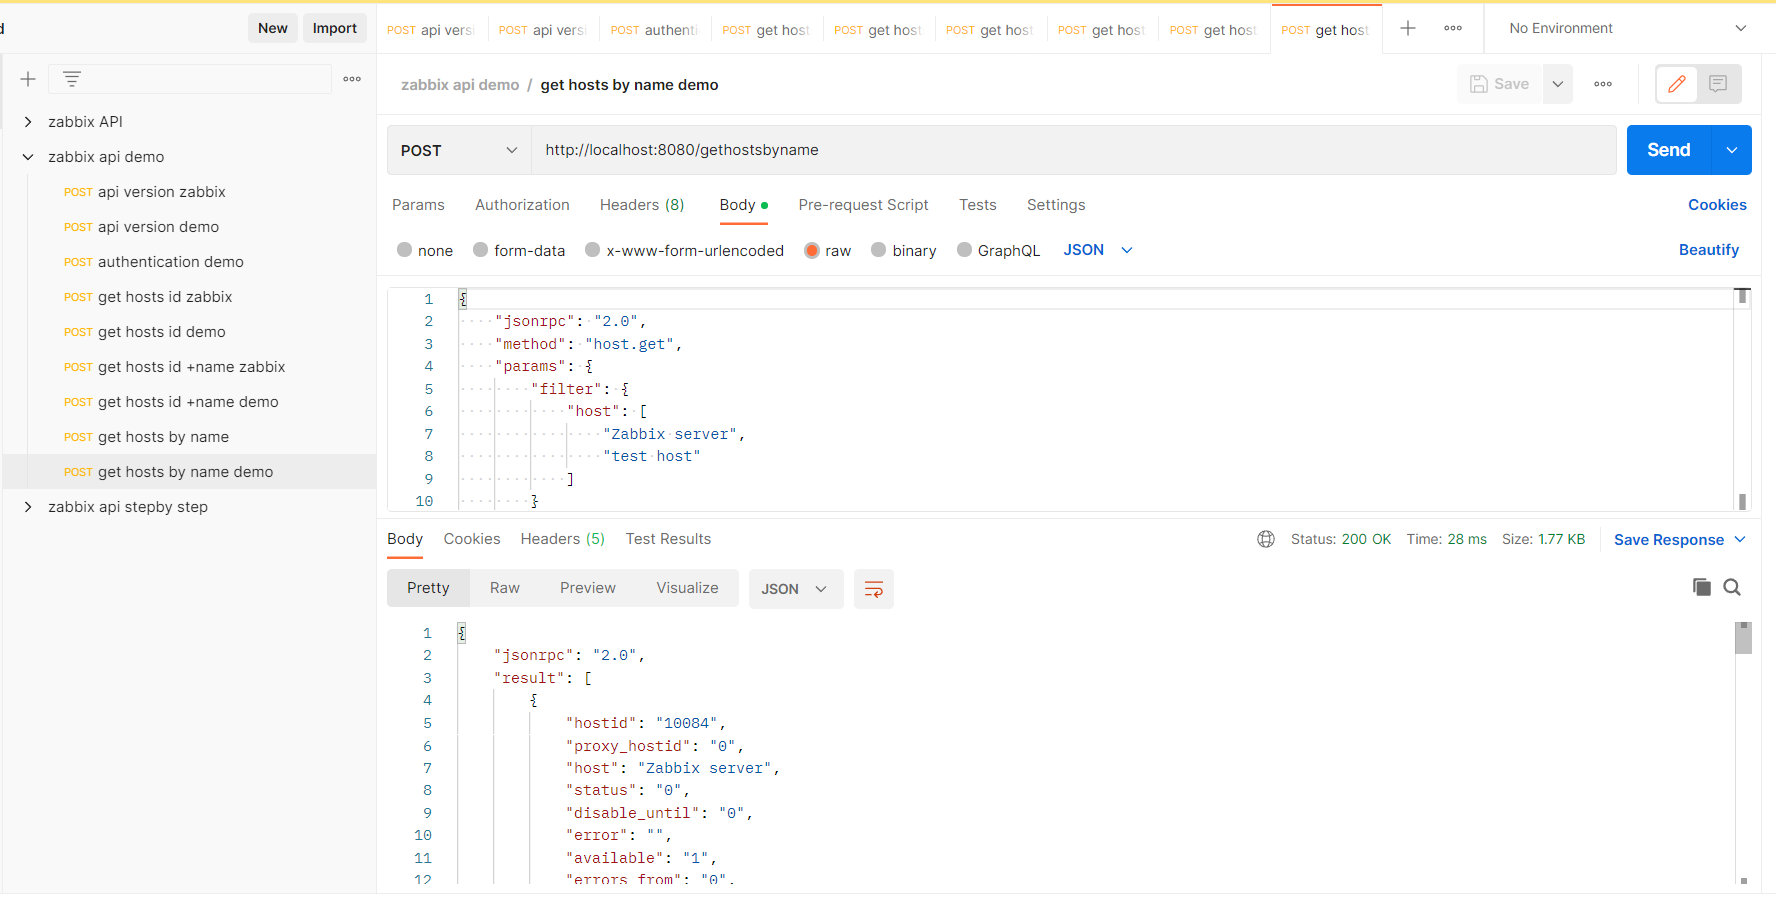 New
Import
POST api vers
POST api vers
POST authenti
POST get host
POST get host
POST get host
POST get host
POST get host
POST get host
No Environment
zabbix api demo / get hosts by name demo
Save
zabbix API
zabbix api demo
POST api version zabbix
POST api version demo
POST authentication demo
POST get hosts id zabbix
POST get hosts id demo
POST get hosts id +name zabbix
POST get hosts id +name demo
POST get hosts by name
POST get hosts by name demo
zabbix api stepby step
POST
http://localhost:8080/gethostsbyname
Send
Params Authorization Headers (8) Body Pre-request Script Tests Settings
Cookies
none form-data x-www-form-urlencoded raw binary GraphQL JSON
Beautify
1 {
2 "jsonrpc": "2.0",
3 "method": "host.get",
4 "params": {
5 "filter": {
6 "host": [
7 "Zabbix server",
8 "test host"
9 ]
10 }
Body Cookies Headers (5) Test Results
Status: 200 OK Time: 28 ms Size: 1.77 KB
Save Response
Pretty Raw Preview Visualize JSON
1 {
2 "jsonrpc": "2.0",
3 "result": [
4 {
5 "hostid": "10084",
6 "proxy_hostid": "0",
7 "host": "Zabbix server",
8 "status": "0",
9 "disable_until": "0",
10 "error": "",
11 "available": "1",
12 "errors_from": "0",